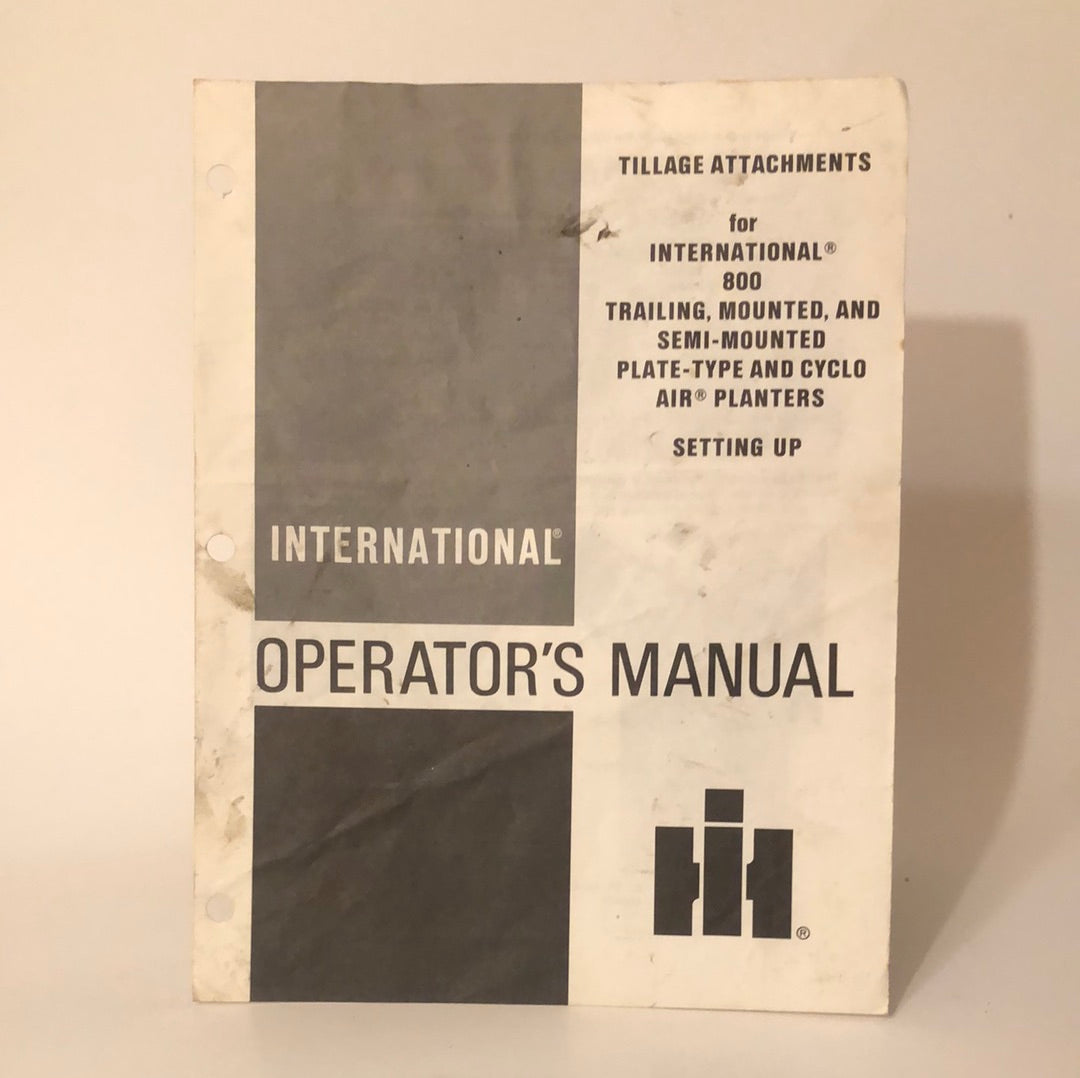 TILLAGE ATTACHMENTS
for
INTERNATIONAL®
800
TRAILING, MOUNTED, AND
SEMI-MOUNTED
PLATE-TYPE AND CYCLO
AIR® PLANTERS
SETTING UP
INTERNATIONAL®
OPERATOR'S MANUAL
IH®